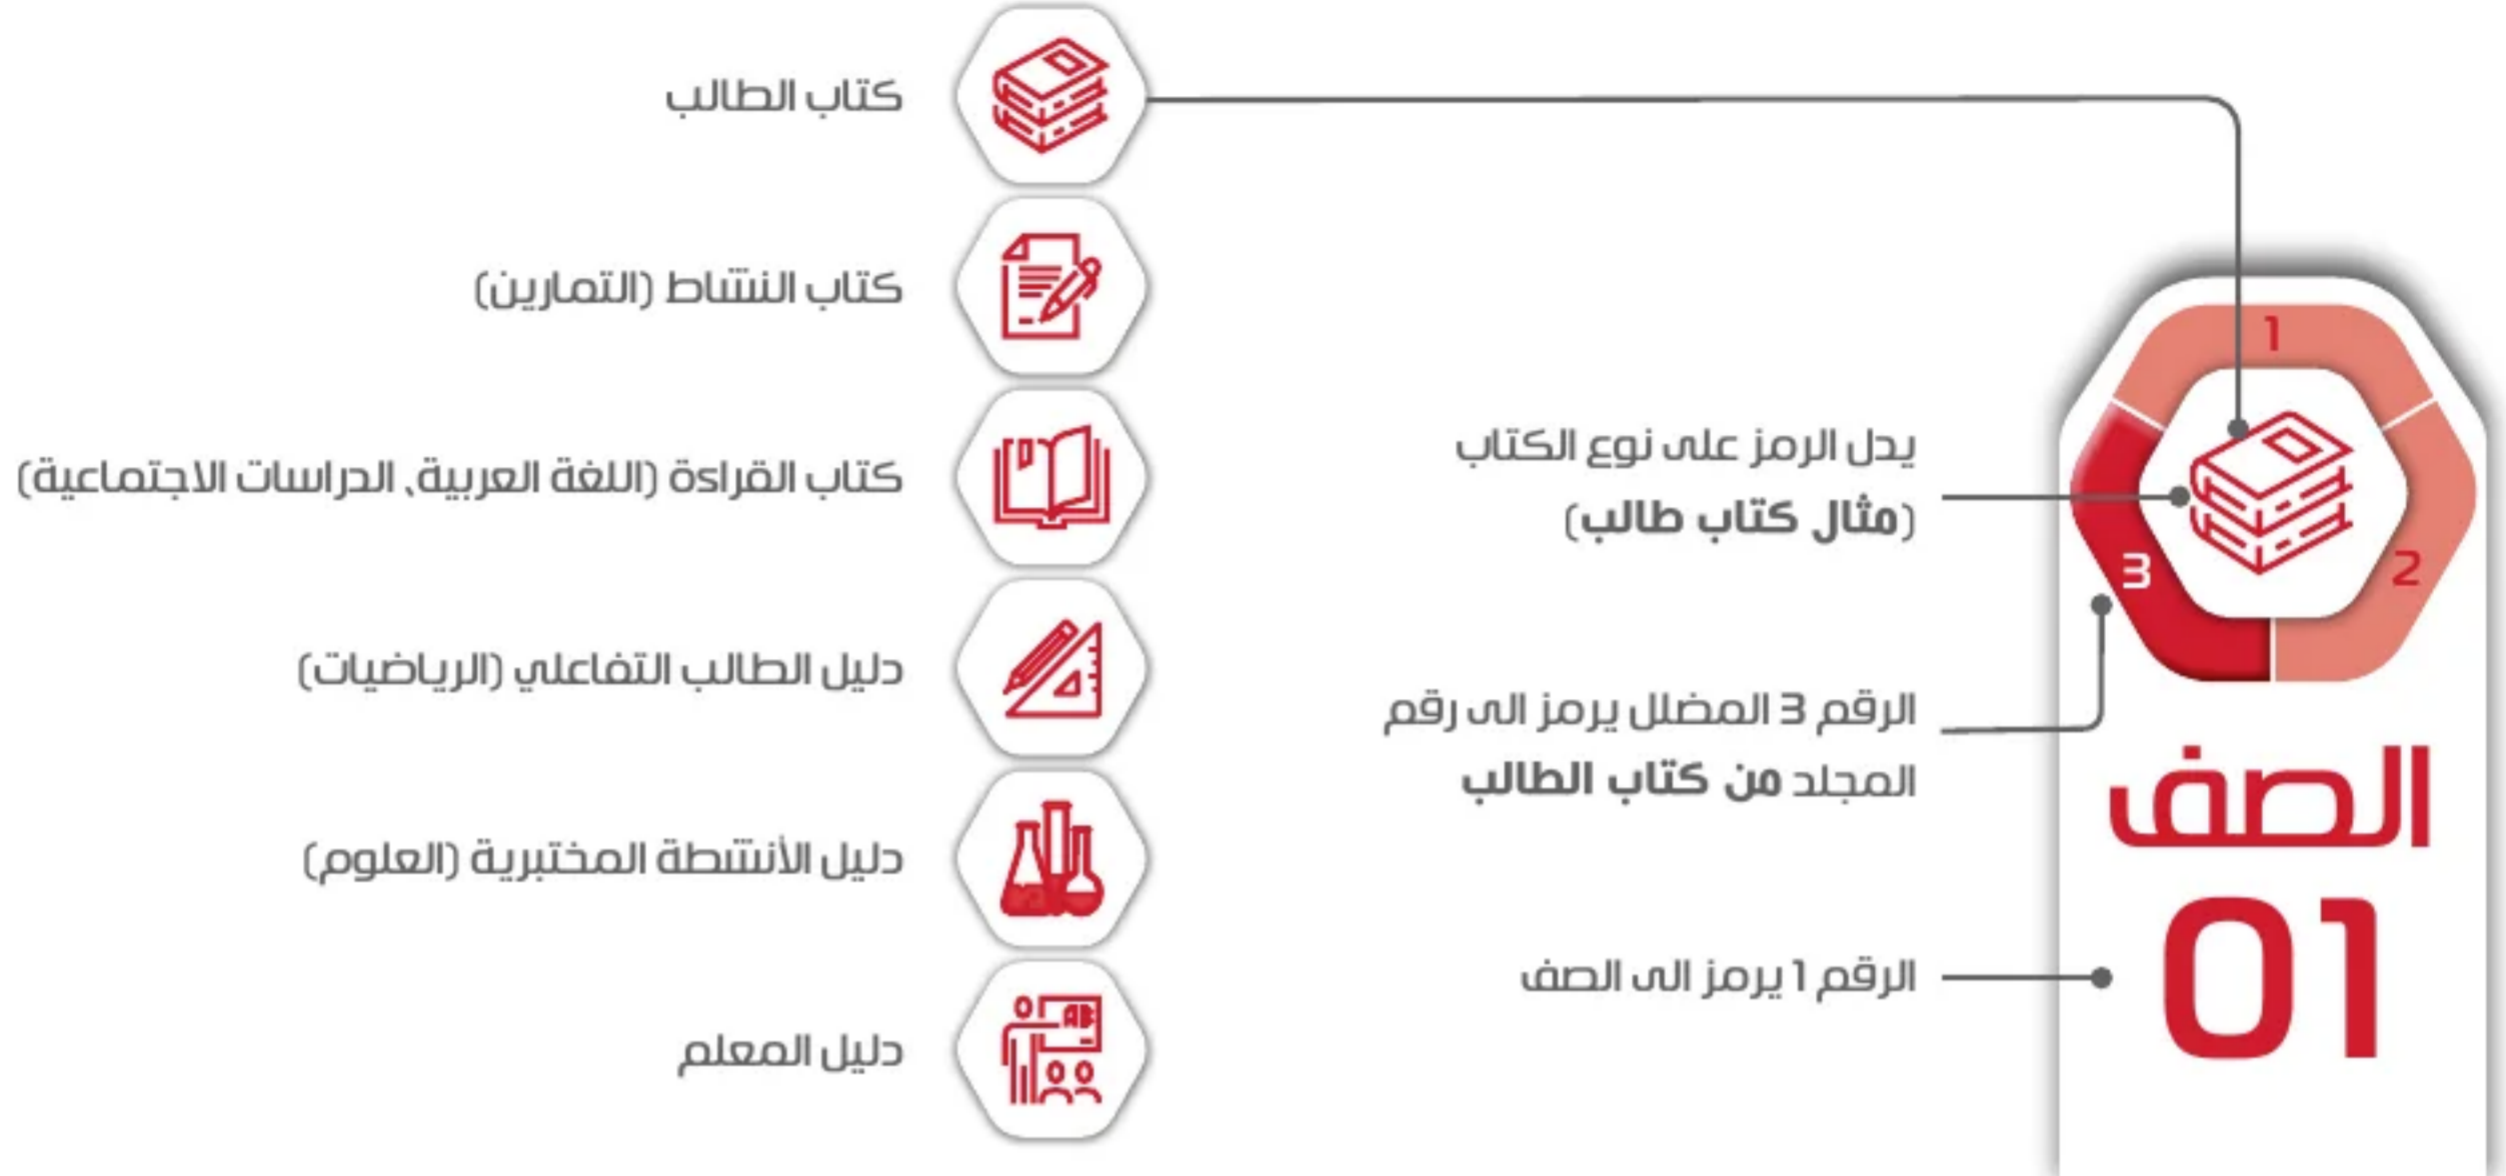 1
2
3
الصف
01
يدل الرمز على نوع الكتاب
(مثال كتاب طالب)
الرقم 3 المضلل يرمز الى رقم
المجلد من كتاب الطالب
الرقم 1 يرمز الى الصف
كتاب الطالب
كتاب النشاط (التمارين)
كتاب القراءة (اللغة العربية، الدراسات الاجتماعية)
دليل الطالب التفاعلي (الرياضيات)
دليل الأنشطة المختبرية (العلوم)
AB
دليل المعلم